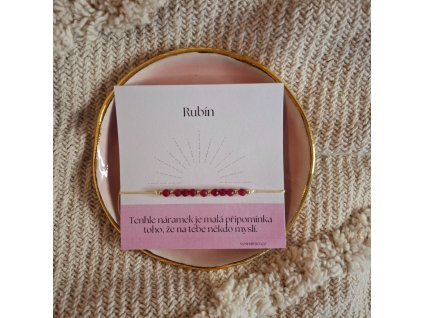 Rubín
Tenhle náramek je malá připomínka
toho, že na tebe někdo myslí.